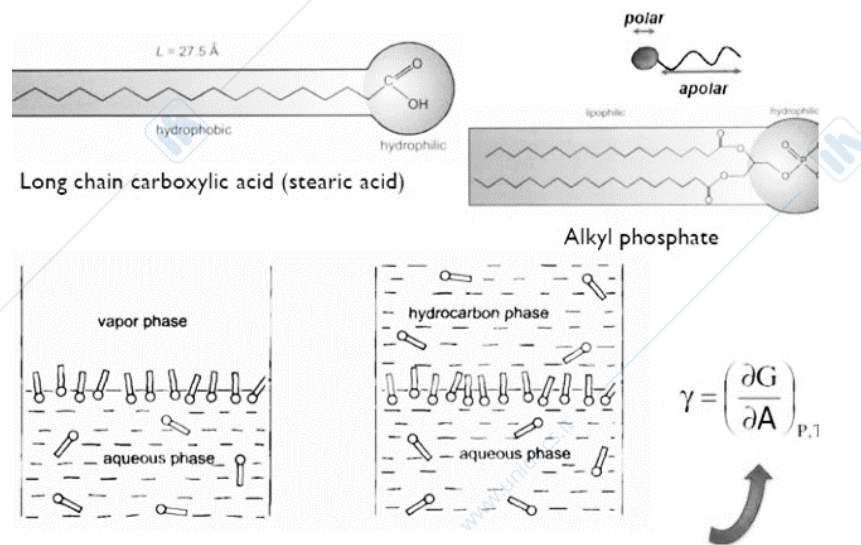 L = 27.5 Å
O
C
OH
hydrophobic
hydrophilic
Long chain carboxylic acid (stearic acid)
polar
apolar
lipophilic
hydrophilic
O
O
O
O
O
P
O
Alkyl phosphate
vapor phase
aqueous phase
hydrocarbon phase
aqueous phase
γ = (∂G/∂A) P,T